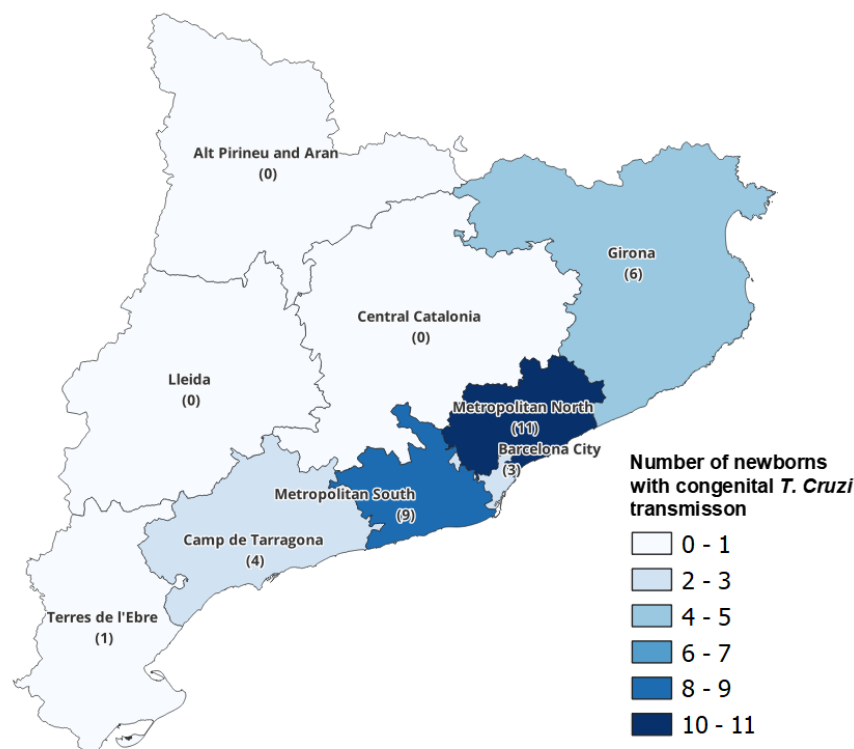 Alt Pirineu and Aran
(0)
Girona
(6)
Central Catalonia
(0)
Lleida
(0)
Metropolitan North
(11)
Barcelona City
(3)
Metropolitan South
(9)
Camp de Tarragona
(4)
Terres de l'Ebre
(1)
Number of newborns
with congenital T. Cruzi
transmisson
0 - 1
2 - 3
4 - 5
6 - 7
8 - 9
10 - 11